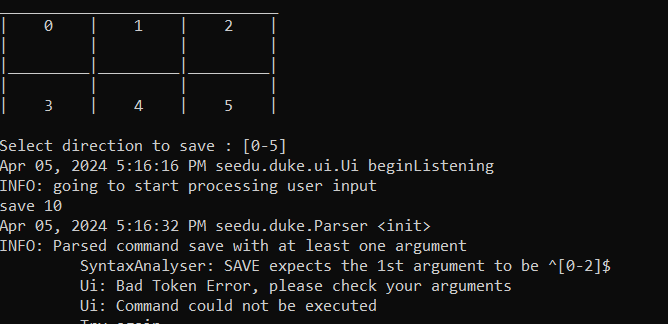 0 1 2
3 4 5
Select direction to save : [0-5]
Apr 05, 2024 5:16:16 PM seedu.duke.ui.Ui beginListening
INFO: going to start processing user input
save 10
Apr 05, 2024 5:16:32 PM seedu.duke.Parser <init>
INFO: Parsed command save with at least one argument
SyntaxAnalyser: SAVE expects the 1st argument to be ^[0-2]$
Ui: Bad Token Error, please check your arguments
Ui: Command could not be executed
Try again